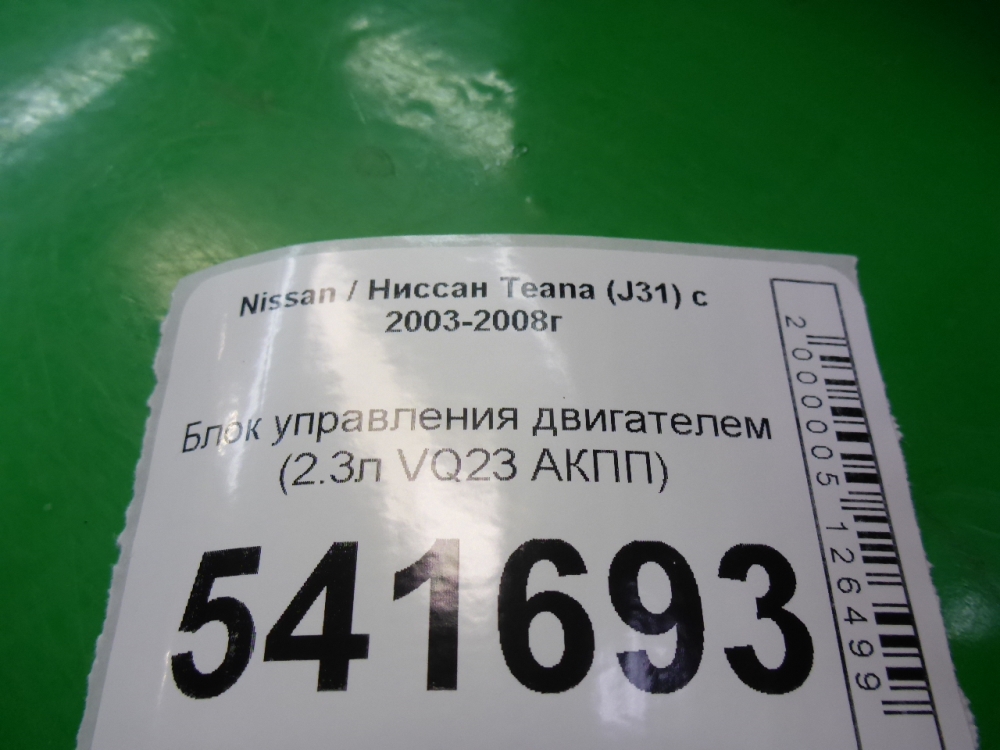 Nissan / Ниссан Teana (J31) с
2003-2008г
Блок управления двигателем
(2.3л VQ23 АКПП)
541693
2000005126499